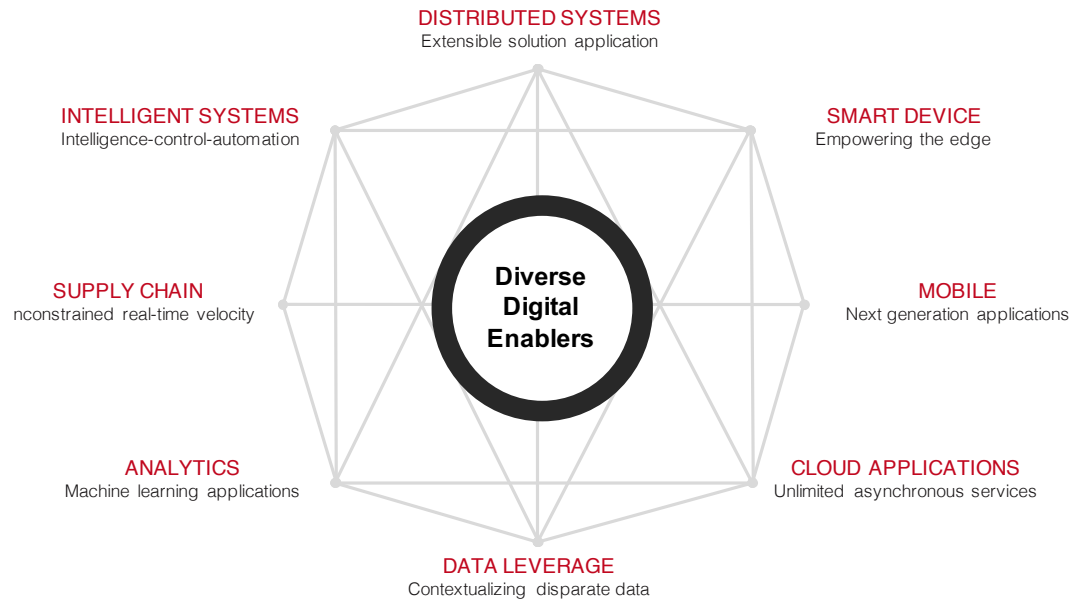 DISTRIBUTED SYSTEMS
Extensible solution application
INTELLIGENT SYSTEMS
Intelligence-control-automation
SMART DEVICE
Empowering the edge
Diverse
Digital
Enablers
SUPPLY CHAIN
nconstrained real-time velocity
MOBILE
Next generation applications
ANALYTICS
Machine learning applications
CLOUD APPLICATIONS
Unlimited asynchronous services
DATA LEVERAGE
Contextualizing disparate data